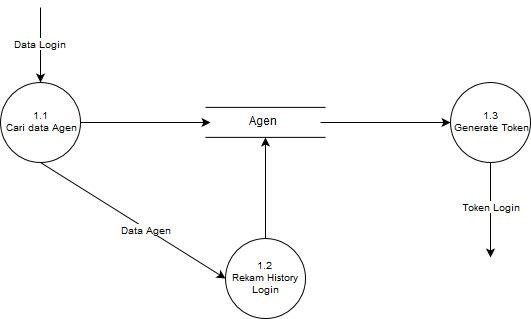 Data Login
1.1
Cari data Agen
Agen
1.3
Generate Token
Data Agen
Token Login
1.2
Rekam History
Login